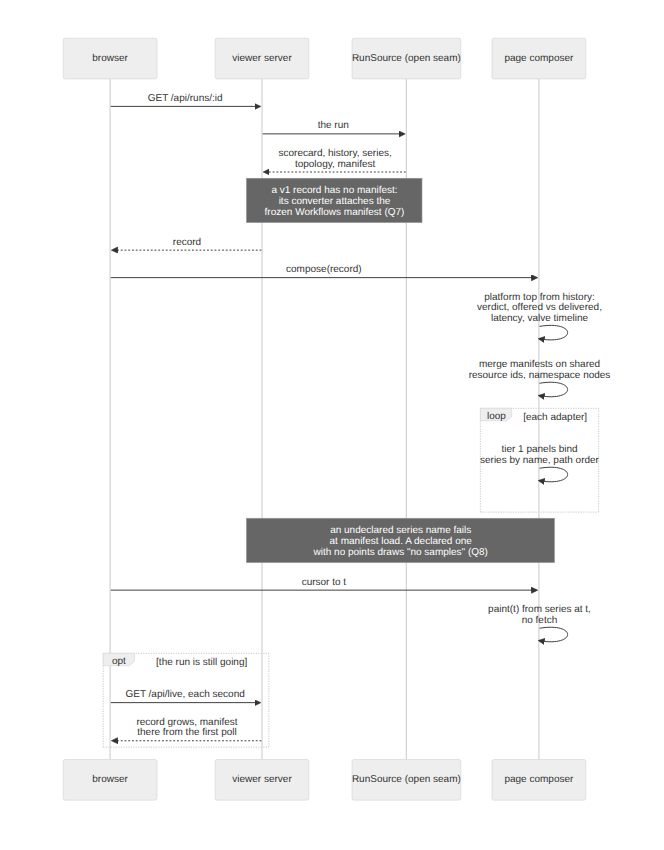 browser
viewer server
RunSource (open seam)
page composer
GET /api/runs/:id
the run
scorecard, history, series,
topology, manifest
a v1 record has no manifest:
its converter attaches the
frozen Workflows manifest (Q7)
record
compose(record)
platform top from history:
verdict, offered vs delivered,
latency, valve timeline
merge manifests on shared
resource ids, namespace nodes
loop
[each adapter]
tier 1 panels bind
series by name, path order
an undeclared series name fails
at manifest load. A declared one
with no points draws "no samples" (Q8)
cursor to t
paint(t) from series at t,
no fetch
opt
[the run is still going]
GET /api/live, each second
record grows, manifest
there from the first poll
browser
viewer server
RunSource (open seam)
page composer